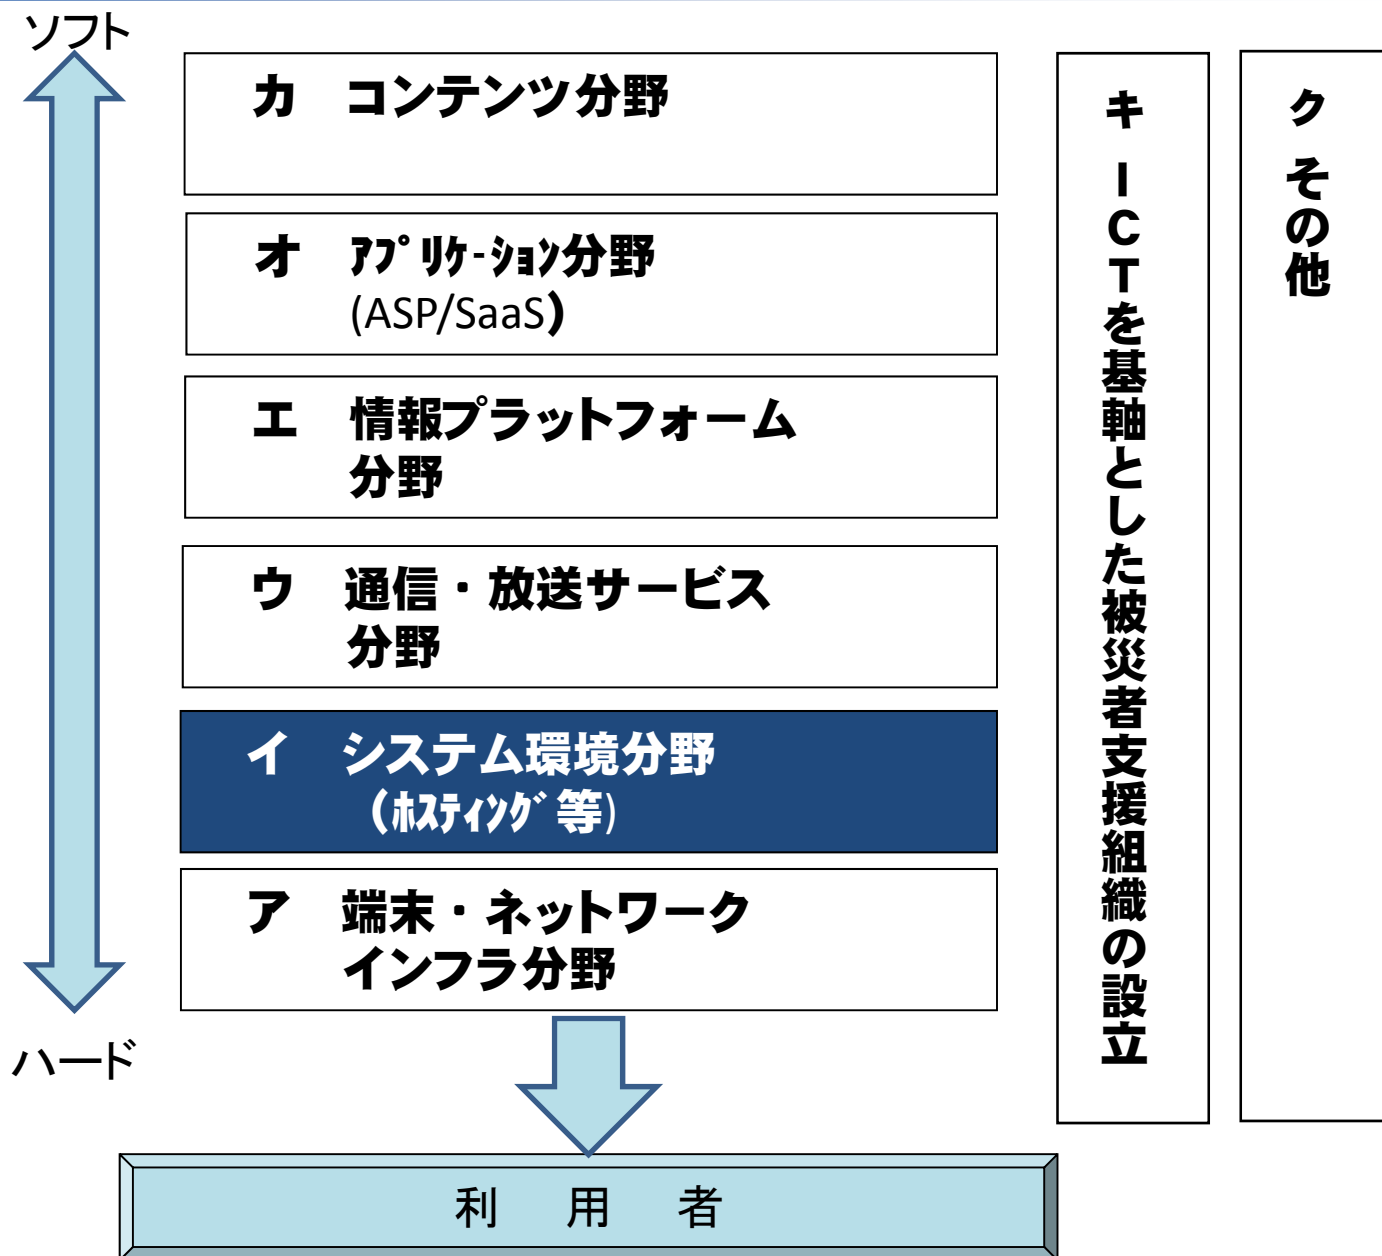 ソフト
カ　コンテンツ分野
オ　ｱﾌﾟﾘｹ-ｼｮﾝ分野
(ASP/SaaS)
エ　情報プラットフォーム
分野
ウ　通信・放送サービス
分野
イ　システム環境分野
（ﾎｽﾃｨﾝｸﾞ等)
ア　端末・ネットワーク
インフラ分野
ハード
利　用　者
キ　ＩＣＴを基軸とした被災者支援組織の設立
ク　その他